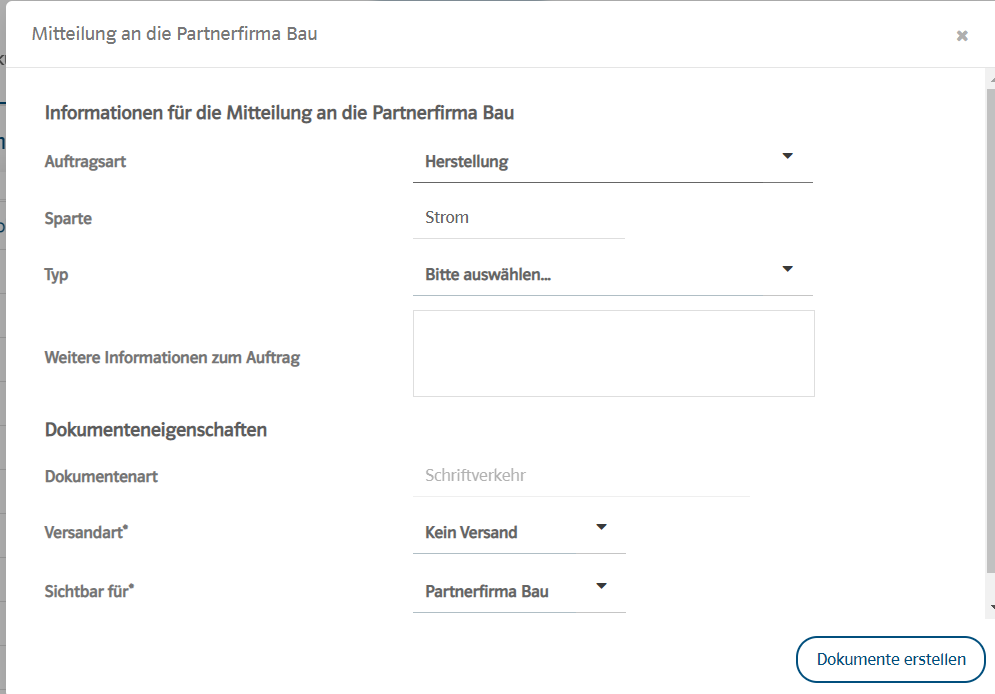 Mitteilung an die Partnerfirma Bau
Informationen für die Mitteilung an die Partnerfirma Bau
Auftragsart Herstellung
Sparte Strom
Typ Bitte auswählen...
Weitere Informationen zum Auftrag
Dokumenteneigenschaften
Dokumentenart Schriftverkehr
Versandart* Kein Versand
Sichtbar für* Partnerfirma Bau
Dokumente erstellen